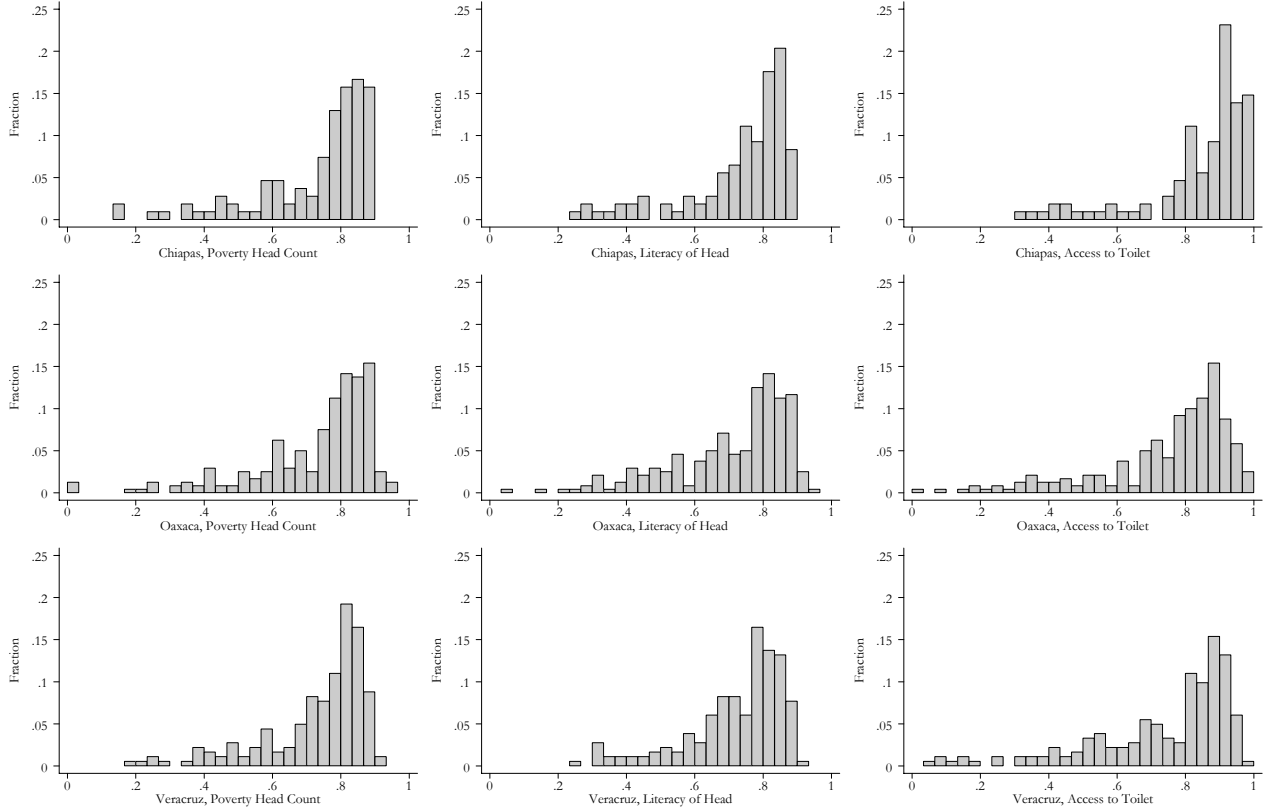 .25
.2
.15
.1
.05
0
Fraction
0 .2 .4 .6 .8 1
Chiapas, Poverty Head Count
.25
.2
.15
.1
.05
0
Fraction
0 .2 .4 .6 .8 1
Chiapas, Literacy of Head
.25
.2
.15
.1
.05
0
Fraction
0 .2 .4 .6 .8 1
Chiapas, Access to Toilet
.25
.2
.15
.1
.05
0
Fraction
0 .2 .4 .6 .8 1
Oaxaca, Poverty Head Count
.25
.2
.15
.1
.05
0
Fraction
0 .2 .4 .6 .8 1
Oaxaca, Literacy of Head
.25
.2
.15
.1
.05
0
Fraction
0 .2 .4 .6 .8 1
Oaxaca, Access to Toilet
.25
.2
.15
.1
.05
0
Fraction
0 .2 .4 .6 .8 1
Veracruz, Poverty Head Count
.25
.2
.15
.1
.05
0
Fraction
0 .2 .4 .6 .8 1
Veracruz, Literacy of Head
.25
.2
.15
.1
.05
0
Fraction
0 .2 .4 .6 .8 1
Veracruz, Access to Toilet